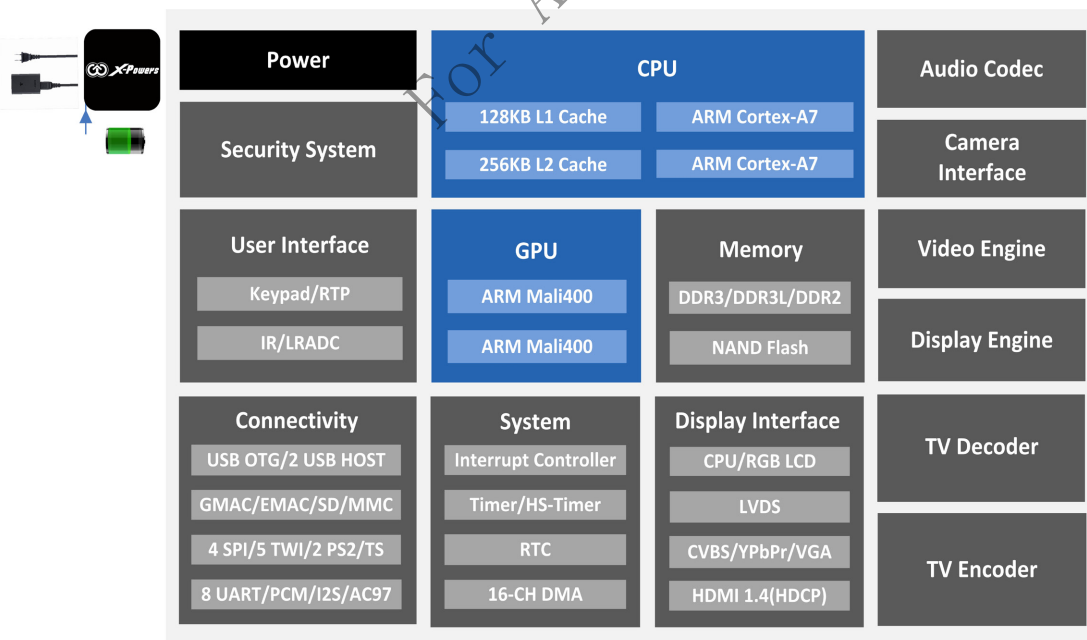 For A
X-Powers
Power
Security System
CPU
128KB L1 Cache
ARM Cortex-A7
256KB L2 Cache
ARM Cortex-A7
Audio Codec
Camera
Interface
User Interface
Keypad/RTP
IR/LRADC
GPU
ARM Mali400
ARM Mali400
Memory
DDR3/DDR3L/DDR2
NAND Flash
Video Engine
Display Engine
Connectivity
USB OTG/2 USB HOST
GMAC/EMAC/SD/MMC
4 SPI/5 TWI/2 PS2/TS
8 UART/PCM/I2S/AC97
System
Interrupt Controller
Timer/HS-Timer
RTC
16-CH DMA
Display Interface
CPU/RGB LCD
LVDS
CVBS/YPbPr/VGA
HDMI 1.4(HDCP)
TV Decoder
TV Encoder